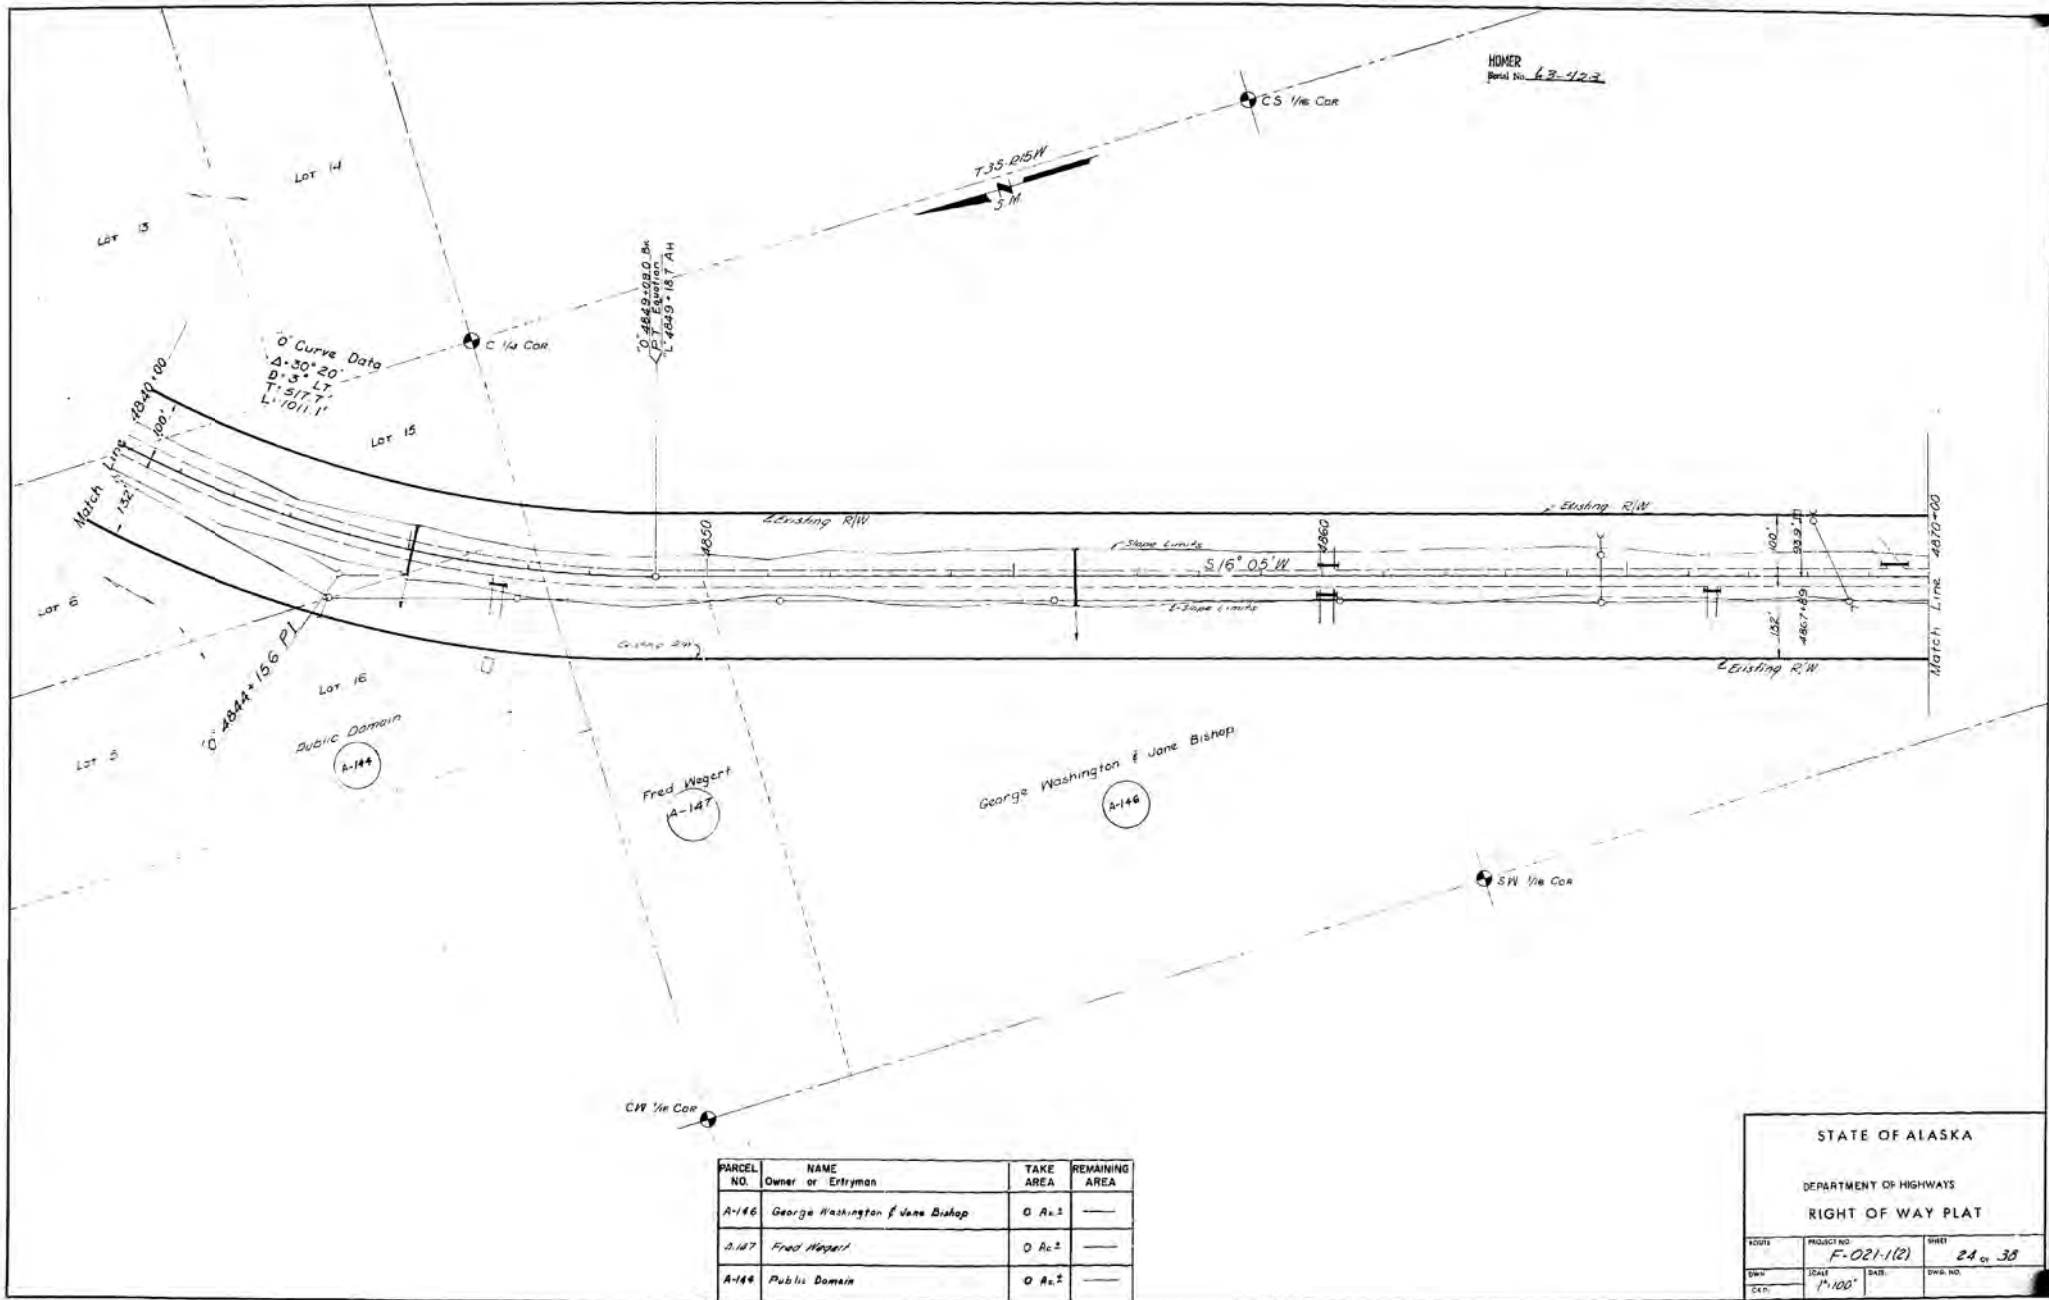 HOMER
Serial No. 63-423
CS 1/16 COR
T3S R15W
S.M.
N
LOT 14
LOT 13
"O" 4849+09.0 BK
P.T. Equation
"L" 4849+18.7 AH
C 1/4 COR
"O" Curve Data
Δ=30° 20'
D=3° LT.
T=517.7'
L=1011.1'
4840+00
100'
Match Line
132'
LOT 15
Existing R/W
Existing R/W
4850
4860
Slope Limits
S 16° 05' W
Slope Limits
100'
93.9'
132'
4867+89
4870+00
Match Line
Existing R/W
Existing R/W
LOT 6
"O" 4844+15.6 P.I.
LOT 16
Public Domain
A-144
LOT 5
Fred Wegert
A-147
George Washington & Jane Bishop
A-146
SW 1/16 COR
CW 1/16 COR
PARCEL NO. NAME Owner or Entryman TAKE AREA REMAINING AREA
A-146 George Washington & Jane Bishop 0 Ac.±
A-147 Fred Wegert 0 Ac.±
A-144 Public Domain 0 Ac.±
STATE OF ALASKA
DEPARTMENT OF HIGHWAYS
RIGHT OF WAY PLAT
ROUTE PROJECT NO. F-021-1(2) SHEET 24 OF 38
DWN. SCALE 1"=100' DATE: DWG. NO.
CK'D.